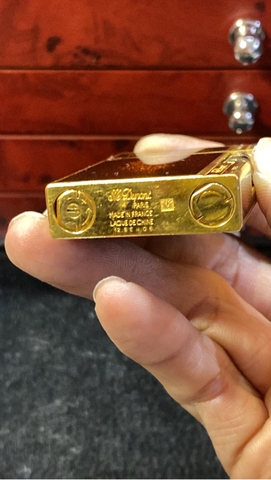 S.T. Dupont
PARIS
MADE IN FRANCE
LAQUE DE CHINE